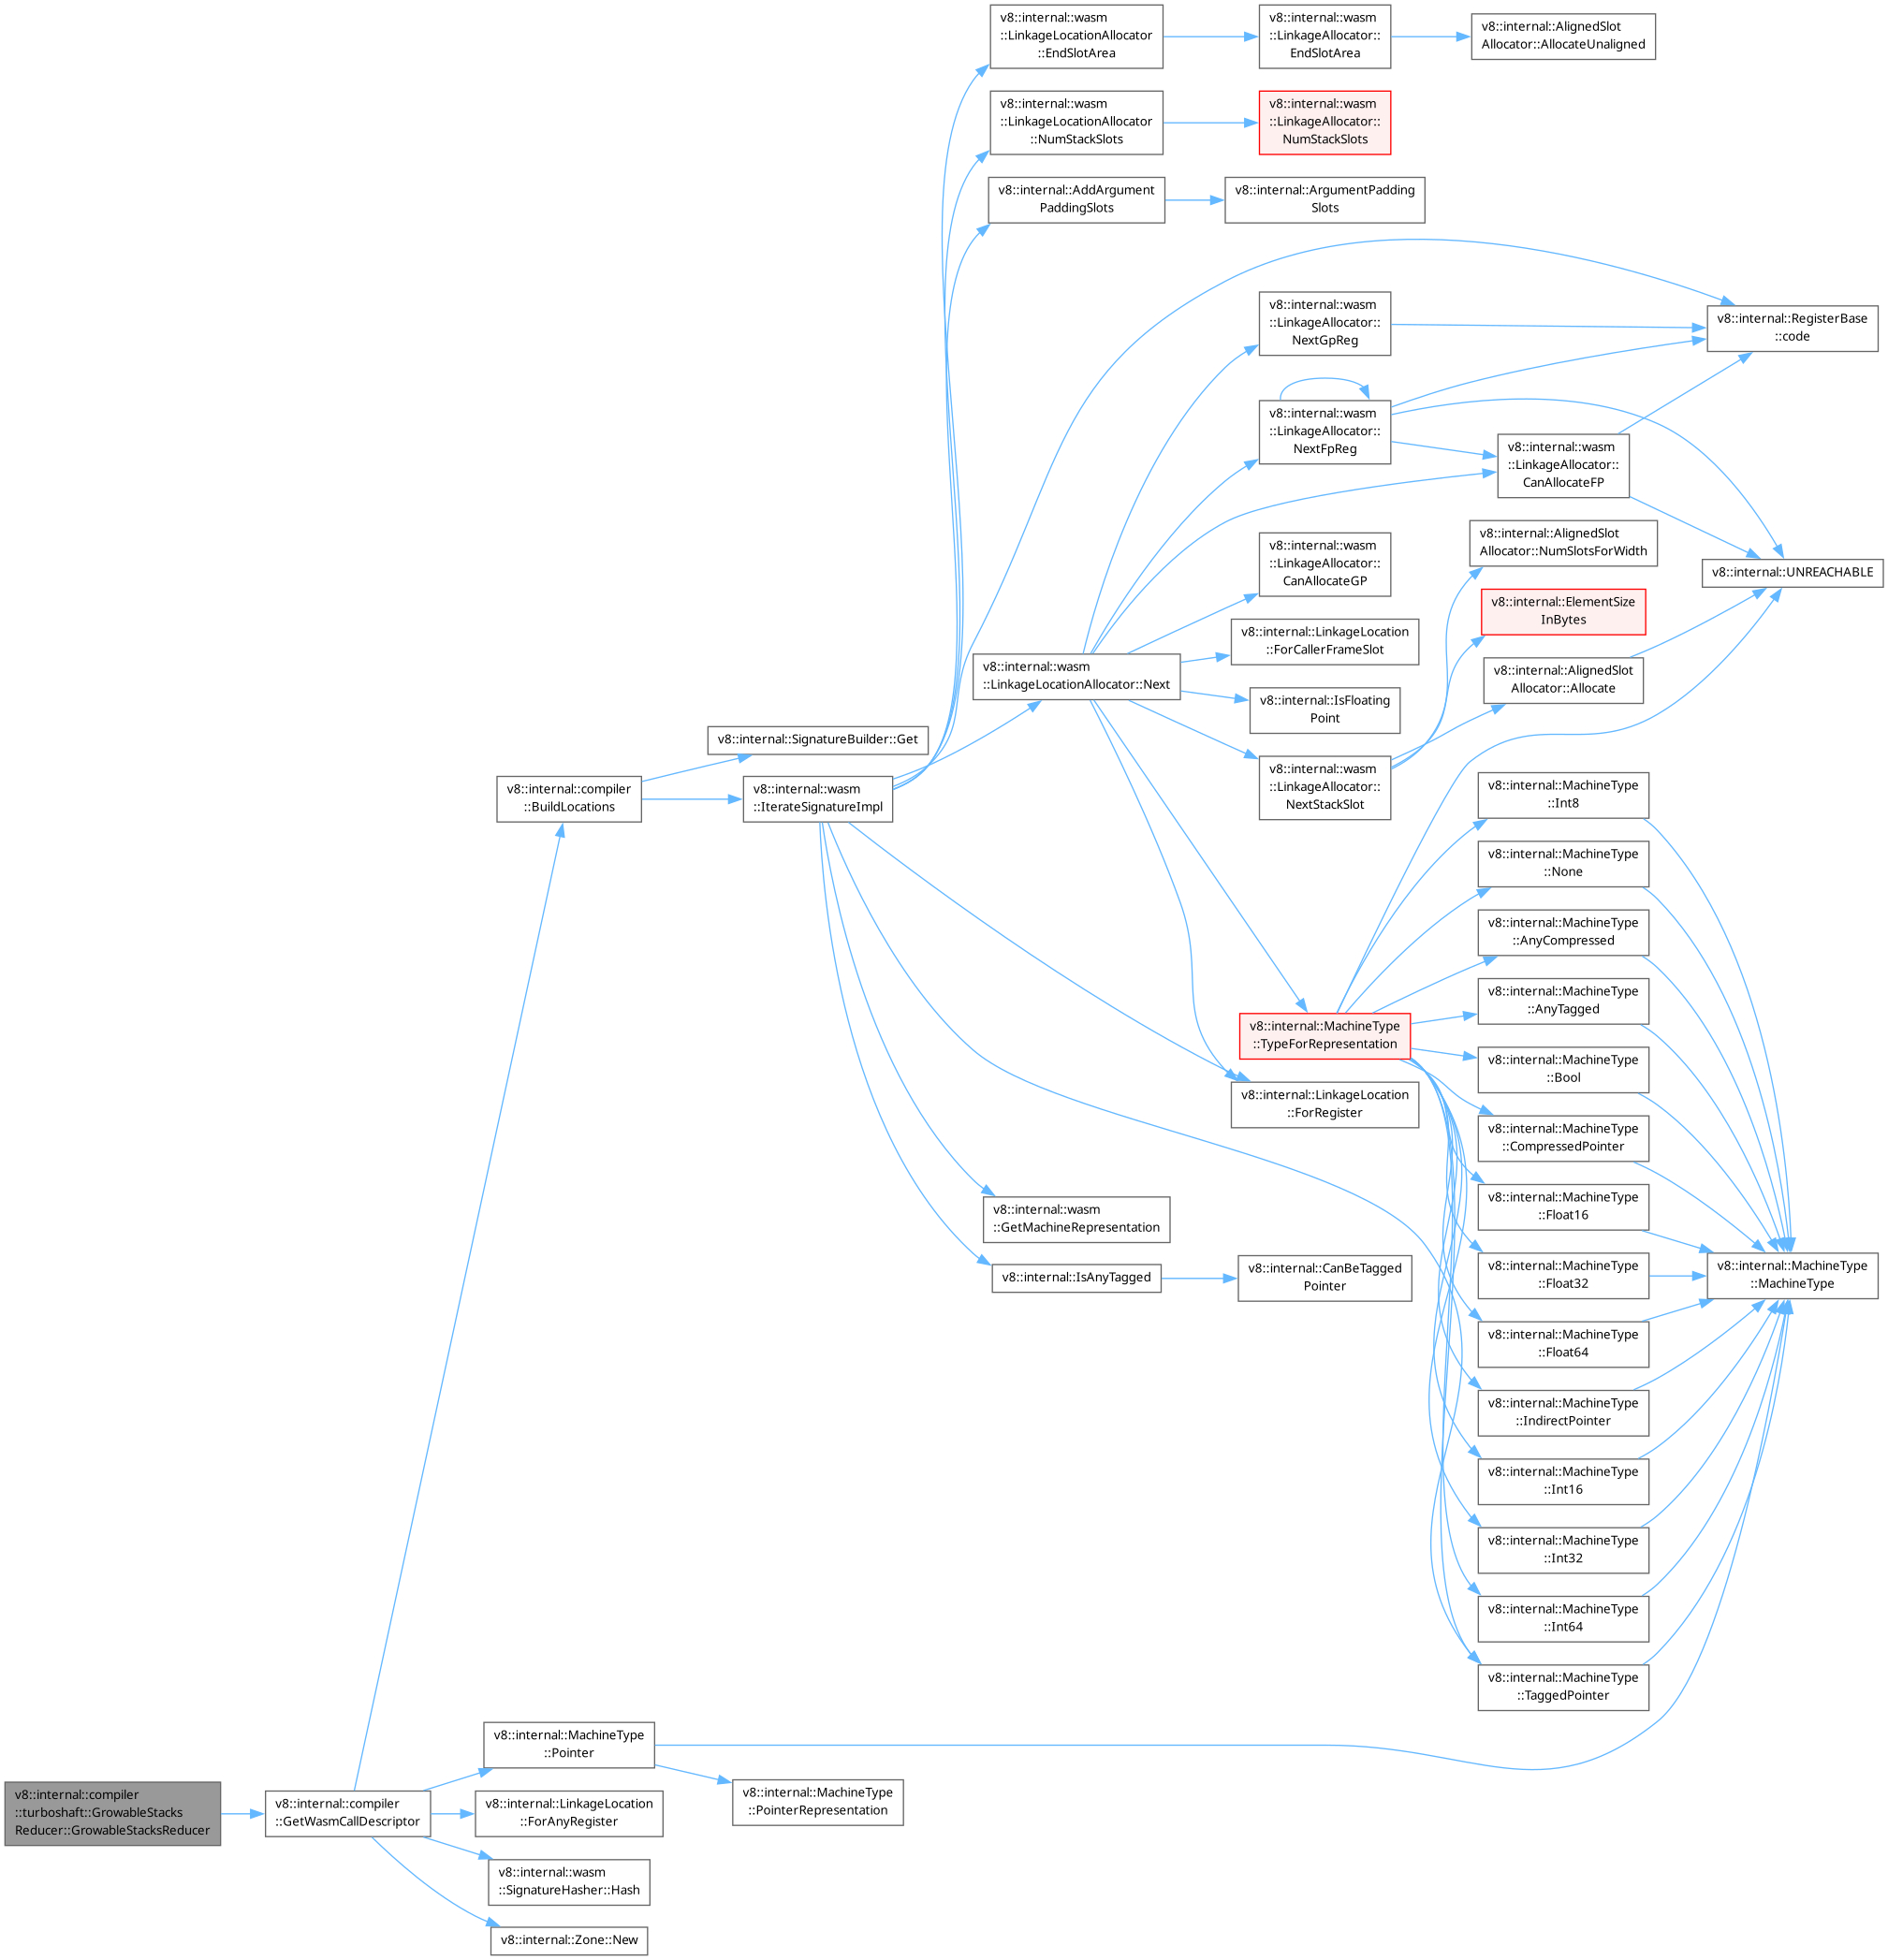 v8::internal::wasm
::LinkageLocationAllocator
::EndSlotArea
v8::internal::wasm
::LinkageAllocator::
EndSlotArea
v8::internal::AlignedSlot
Allocator::AllocateUnaligned
v8::internal::wasm
::LinkageLocationAllocator
::NumStackSlots
v8::internal::wasm
::LinkageAllocator::
NumStackSlots
v8::internal::AddArgument
PaddingSlots
v8::internal::ArgumentPadding
Slots
v8::internal::wasm
::LinkageAllocator::
NextGpReg
v8::internal::RegisterBase
::code
v8::internal::wasm
::LinkageAllocator::
NextFpReg
v8::internal::wasm
::LinkageAllocator::
CanAllocateFP
v8::internal::wasm
::LinkageAllocator::
CanAllocateGP
v8::internal::AlignedSlot
Allocator::NumSlotsForWidth
v8::internal::UNREACHABLE
v8::internal::ElementSize
InBytes
v8::internal::LinkageLocation
::ForCallerFrameSlot
v8::internal::wasm
::LinkageLocationAllocator::Next
v8::internal::AlignedSlot
Allocator::Allocate
v8::internal::IsFloating
Point
v8::internal::SignatureBuilder::Get
v8::internal::compiler
::BuildLocations
v8::internal::wasm
::IterateSignatureImpl
v8::internal::wasm
::LinkageAllocator::
NextStackSlot
v8::internal::MachineType
::Int8
v8::internal::MachineType
::None
v8::internal::MachineType
::AnyCompressed
v8::internal::MachineType
::AnyTagged
v8::internal::MachineType
::TypeForRepresentation
v8::internal::MachineType
::Bool
v8::internal::LinkageLocation
::ForRegister
v8::internal::MachineType
::CompressedPointer
v8::internal::wasm
::GetMachineRepresentation
v8::internal::MachineType
::Float16
v8::internal::IsAnyTagged
v8::internal::CanBeTagged
Pointer
v8::internal::MachineType
::Float32
v8::internal::MachineType
::MachineType
v8::internal::MachineType
::Float64
v8::internal::MachineType
::IndirectPointer
v8::internal::MachineType
::Int16
v8::internal::MachineType
::Int32
v8::internal::MachineType
::Int64
v8::internal::MachineType
::TaggedPointer
v8::internal::MachineType
::Pointer
v8::internal::MachineType
::PointerRepresentation
v8::internal::compiler
::turboshaft::GrowableStacks
Reducer::GrowableStacksReducer
v8::internal::compiler
::GetWasmCallDescriptor
v8::internal::LinkageLocation
::ForAnyRegister
v8::internal::wasm
::SignatureHasher::Hash
v8::internal::Zone::New